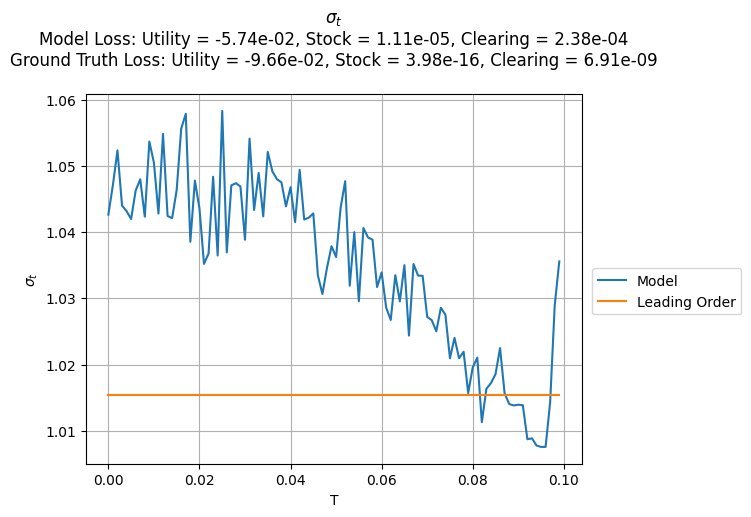 σt
Model Loss: Utility = -5.74e-02, Stock = 1.11e-05, Clearing = 2.38e-04
Ground Truth Loss: Utility = -9.66e-02, Stock = 3.98e-16, Clearing = 6.91e-09
1.06
1.05
1.04
1.03
1.02
1.01
σt
0.00 0.02 0.04 0.06 0.08 0.10
T
Model
Leading Order